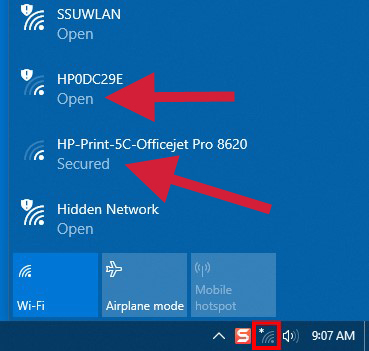 SSUWLAN
Open
HP0DC29E
Open
HP-Print-5C-Officejet Pro 8620
Secured
Hidden Network
Open
Wi-Fi
Airplane mode
Mobile
hotspot
S
9:07 AM